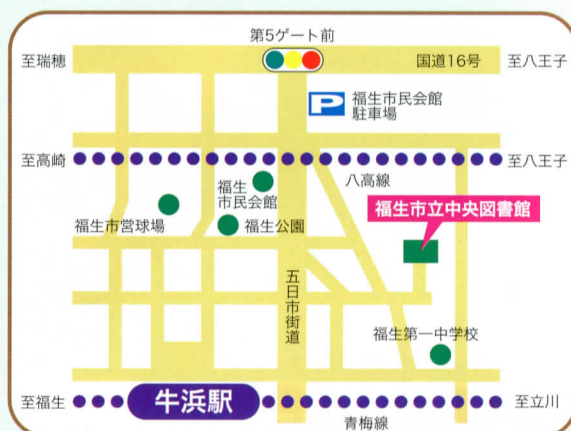 第5ゲート前
至瑞穂
国道16号
至八王子
P
福生市民会館
駐車場
至高崎
至八王子
八高線
福生
市民会館
福生市立中央図書館
福生市営球場
福生公園
五日市街道
福生第一中学校
至福生
牛浜駅
至立川
青梅線